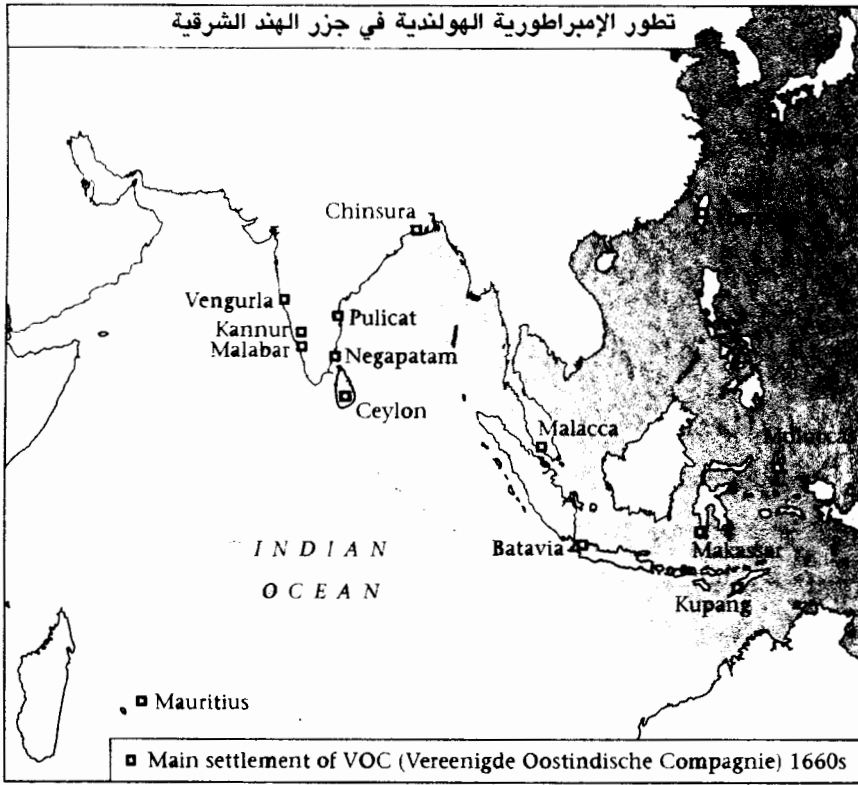 تطور الإمبراطورية الهولندية في جزر الهند الشرقية
Chinsura
Vengurla
Pulicat
Kannur
Malabar
Negapatam
Ceylon
Malacca
INDIAN
OCEAN
Batavia
Makassar
Kupang
Mauritius
Main settlement of VOC (Vereenigde Oostindische Compagnie) 1660s